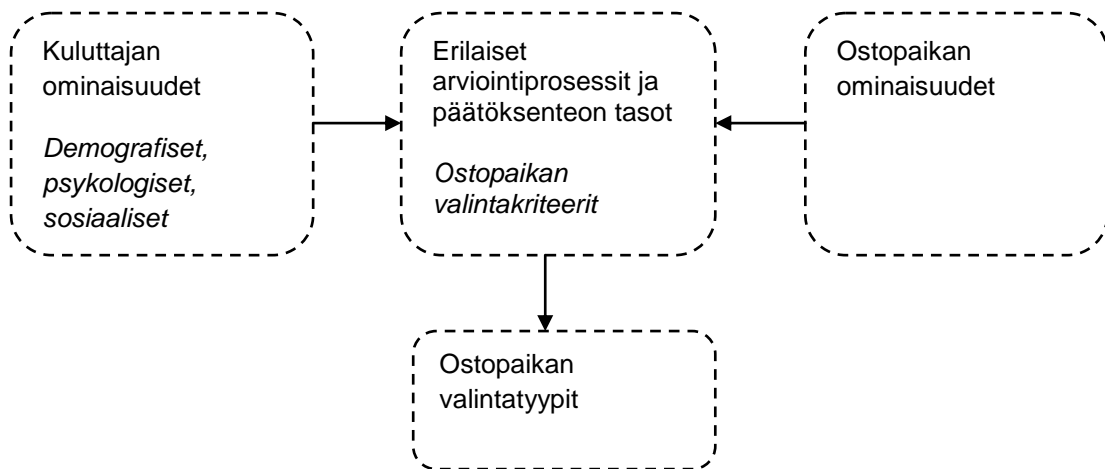 Kuluttajan
ominaisuudet
Demografiset,
psykologiset,
sosiaaliset
Erilaiset
arviointiprosessit ja
päätöksenteon tasot
Ostopaikan
valintakriteerit
Ostopaikan
ominaisuudet
Ostopaikan
valintatyypit